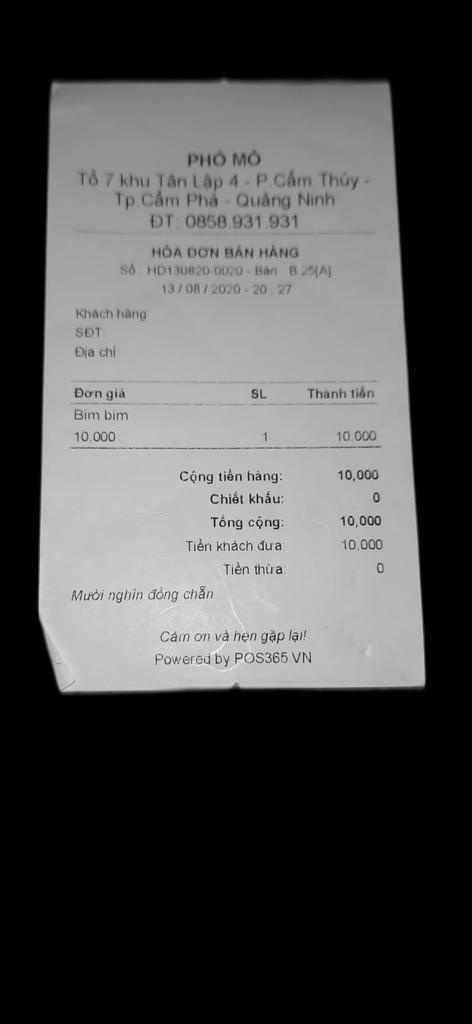 PHỐ MỎ
Tổ 7 khu Tân Lập 4 - P.Cẩm Thủy -
Tp.Cẩm Phả - Quảng Ninh
ĐT: 0858.931.931
HÓA ĐƠN BÁN HÀNG
Số : HD130820-0020 - Bàn : B.25[A]
13 / 08 / 2020 - 20 : 27
Khách hàng
SĐT:
Địa chỉ
Đơn giá SL Thành tiền
Bim bim
10,000 1 10,000
Cộng tiền hàng: 10,000
Chiết khấu: 0
Tổng cộng: 10,000
Tiền khách đưa: 10,000
Tiền thừa: 0
Mười nghìn đồng chẵn
Cảm ơn và hẹn gặp lại!
Powered by POS365.VN